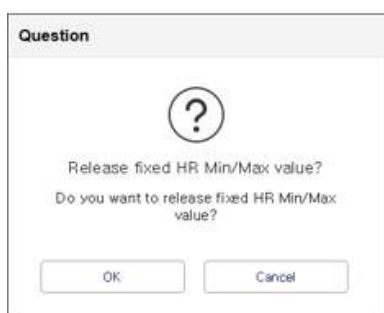 Question
Release fixed HR Min/Max value?
Do you want to release fixed HR Min/Max
value?
OK
Cancel